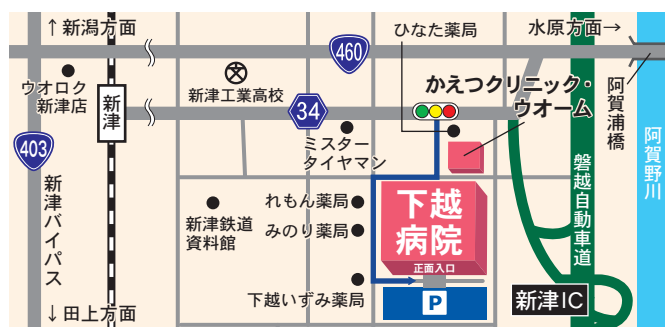 ↑新潟方面
ひなた薬局
水原方面→
460
ウオロク
新津店
新津
新津工業高校
かえつクリニック・
ウオーム
34
ミスター
タイヤマン
阿賀浦橋
阿賀野川
403
新津バイパス
磐越自動車道
新津鉄道
資料館
れもん薬局
みのり薬局
下越
病院
正面入口
下越いずみ薬局
P
新津IC
↓田上方面